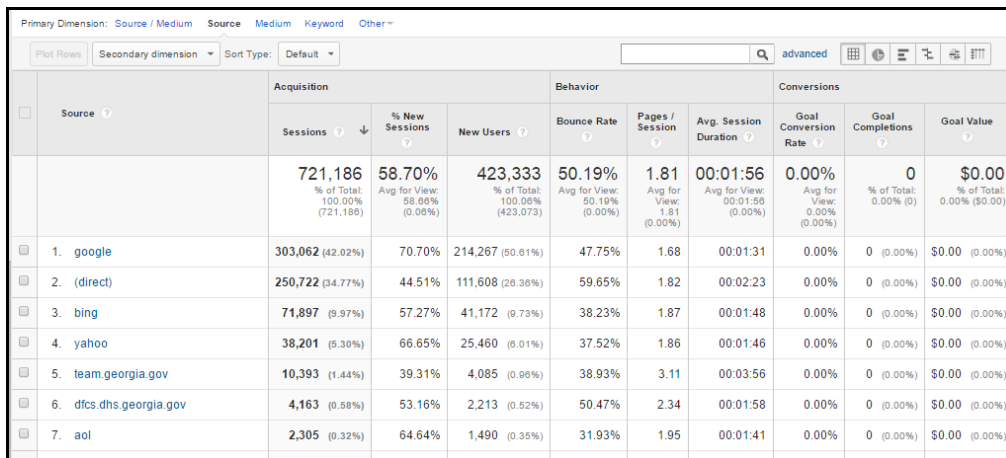 Primary Dimension: Source / Medium Source Medium Keyword Other
Plot Rows Secondary dimension Sort Type: Default advanced
Acquisition Behavior Conversions
Source ? Sessions ? % New Sessions ? New Users ? Bounce Rate ? Pages / Session ? Avg. Session Duration ? Goal Conversion Rate ? Goal Completions ? Goal Value ?
721,186 58.70% 423,333 50.19% 1.81 00:01:56 0.00% 0 $0.00
% of Total: 100.00% (721,186) Avg for View: 58.66% (0.06%) % of Total: 100.06% (423,073) Avg for View: 50.19% (0.00%) Avg for View: 1.81 (0.00%) Avg for View: 00:01:56 (0.00%) Avg for View: 0.00% (0.00%) % of Total: 0.00% (0) % of Total: 0.00% ($0.00)
1. google 303,062 (42.02%) 70.70% 214,267 (50.61%) 47.75% 1.68 00:01:31 0.00% 0 (0.00%) $0.00 (0.00%)
2. (direct) 250,722 (34.77%) 44.51% 111,608 (26.36%) 59.65% 1.82 00:02:23 0.00% 0 (0.00%) $0.00 (0.00%)
3. bing 71,897 (9.97%) 57.27% 41,172 (9.73%) 38.23% 1.87 00:01:48 0.00% 0 (0.00%) $0.00 (0.00%)
4. yahoo 38,201 (5.30%) 66.65% 25,460 (6.01%) 37.52% 1.86 00:01:46 0.00% 0 (0.00%) $0.00 (0.00%)
5. team.georgia.gov 10,393 (1.44%) 39.31% 4,085 (0.96%) 38.93% 3.11 00:03:56 0.00% 0 (0.00%) $0.00 (0.00%)
6. dfcs.dhs.georgia.gov 4,163 (0.58%) 53.16% 2,213 (0.52%) 50.47% 2.34 00:01:58 0.00% 0 (0.00%) $0.00 (0.00%)
7. aol 2,305 (0.32%) 64.64% 1,490 (0.35%) 31.93% 1.95 00:01:41 0.00% 0 (0.00%) $0.00 (0.00%)